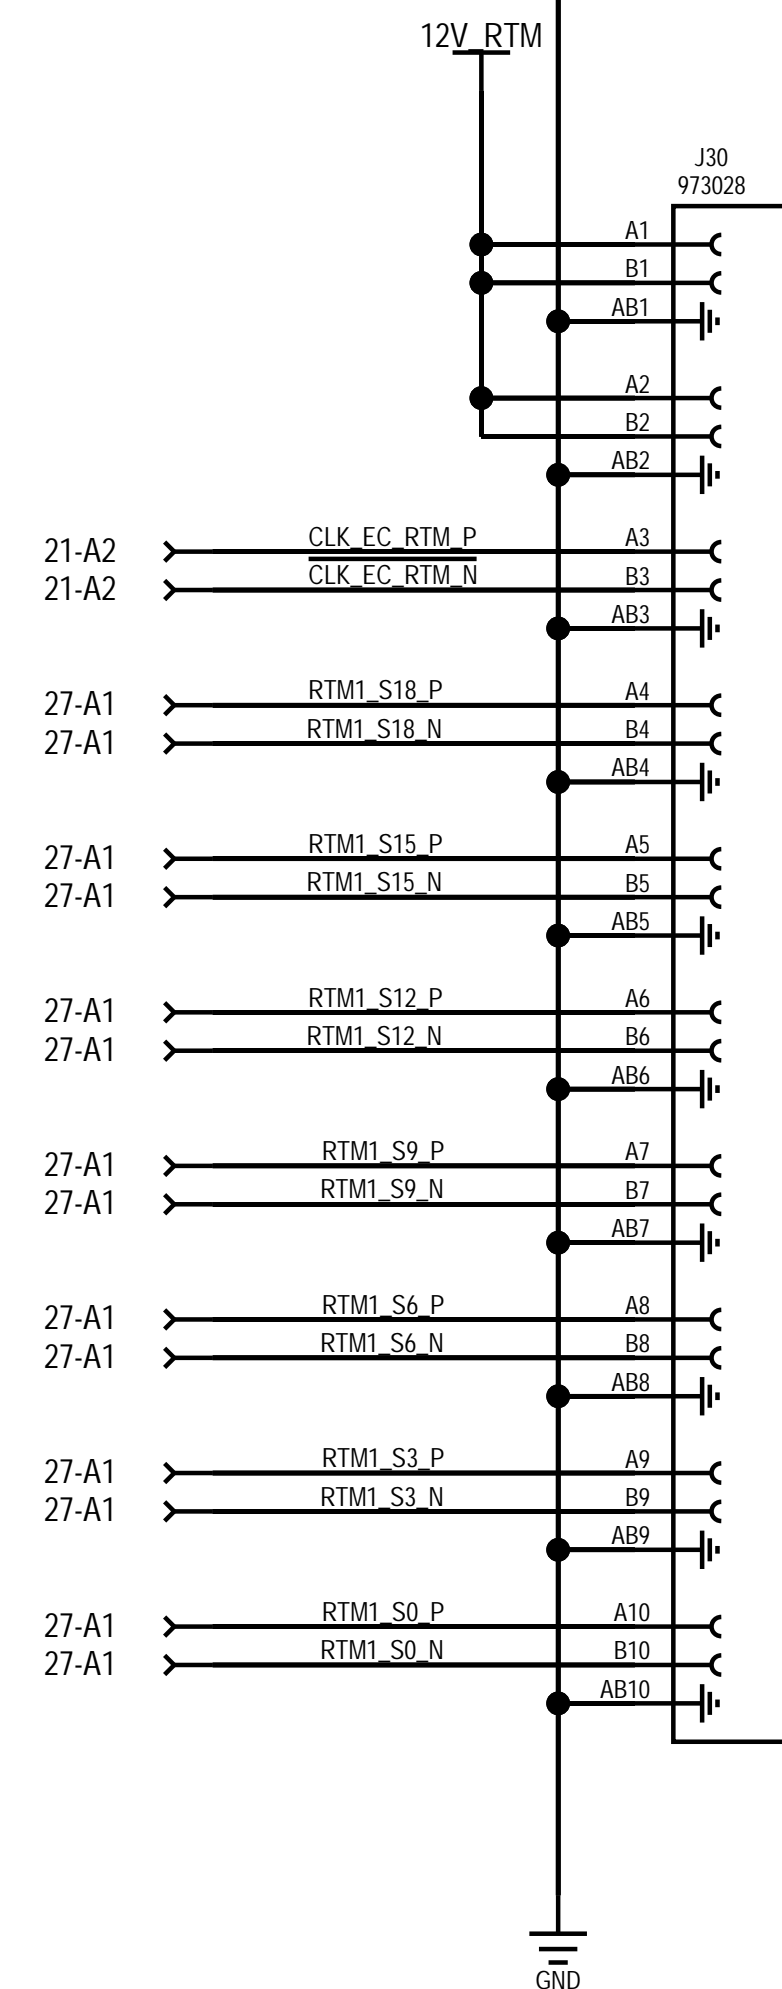 12V_RTM
J30
973028
A1
B1
AB1
A2
B2
AB2
21-A2 CLK_EC_RTM_P A3
21-A2 CLK_EC_RTM_N B3
AB3
27-A1 RTM1_S18_P A4
27-A1 RTM1_S18_N B4
AB4
27-A1 RTM1_S15_P A5
27-A1 RTM1_S15_N B5
AB5
27-A1 RTM1_S12_P A6
27-A1 RTM1_S12_N B6
AB6
27-A1 RTM1_S9_P A7
27-A1 RTM1_S9_N B7
AB7
27-A1 RTM1_S6_P A8
27-A1 RTM1_S6_N B8
AB8
27-A1 RTM1_S3_P A9
27-A1 RTM1_S3_N B9
AB9
27-A1 RTM1_S0_P A10
27-A1 RTM1_S0_N B10
AB10
GND